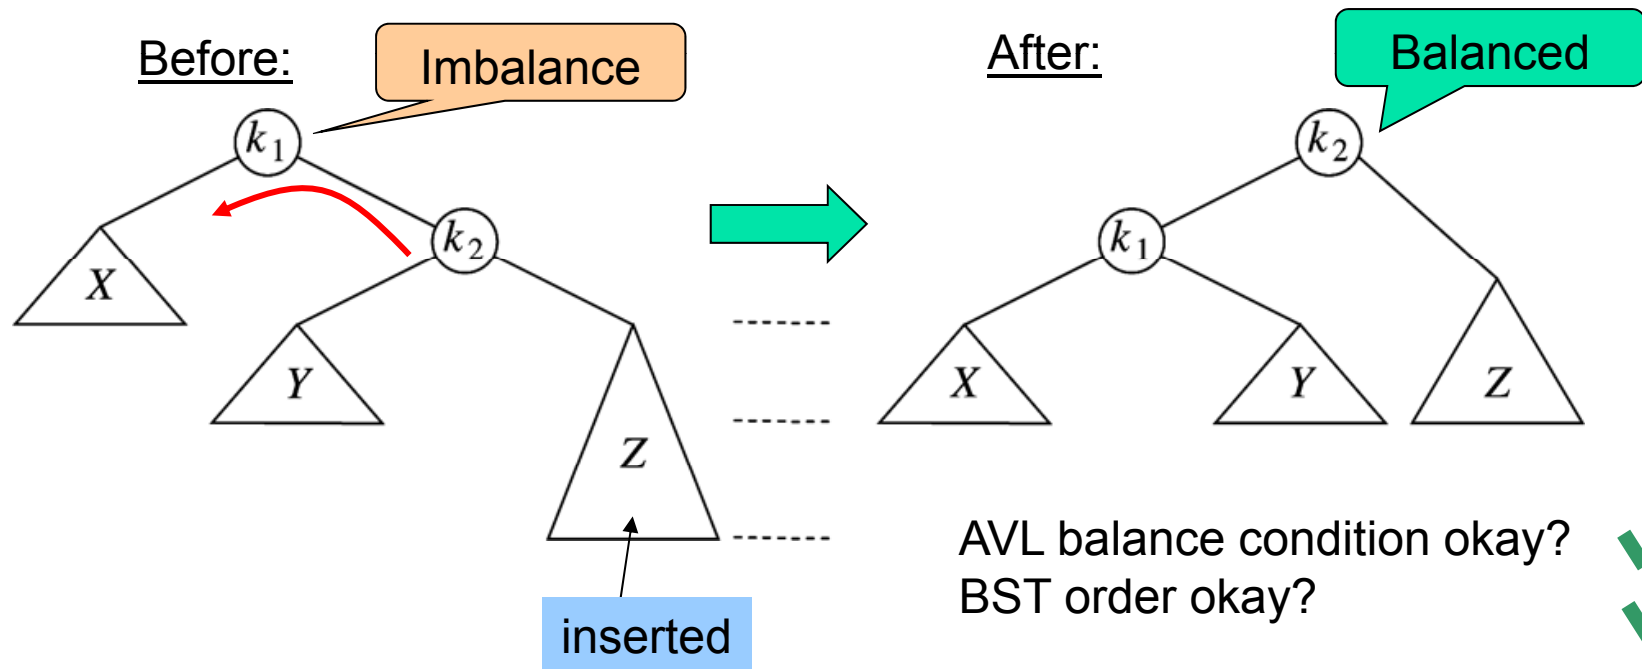 Before:
Imbalance
k₁
k₂
X
Y
Z
inserted
After:
Balanced
k₂
k₁
X
Y
Z
AVL balance condition okay?
BST order okay?